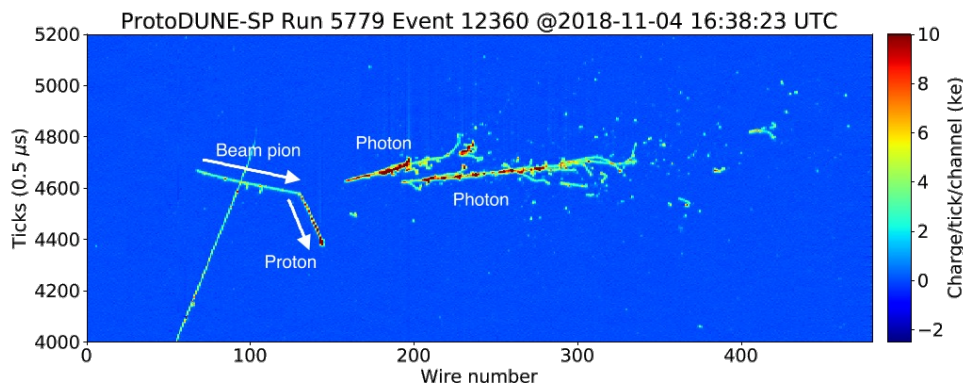 ProtoDUNE-SP Run 5779 Event 12360 @2018-11-04 16:38:23 UTC
5200
5000
4800
4600
4400
4200
4000
Ticks (0.5 μs)
Photon
Beam pion
Photon
Proton
0
100
200
300
400
Wire number
10
8
6
4
2
0
−2
Charge/tick/channel (ke)